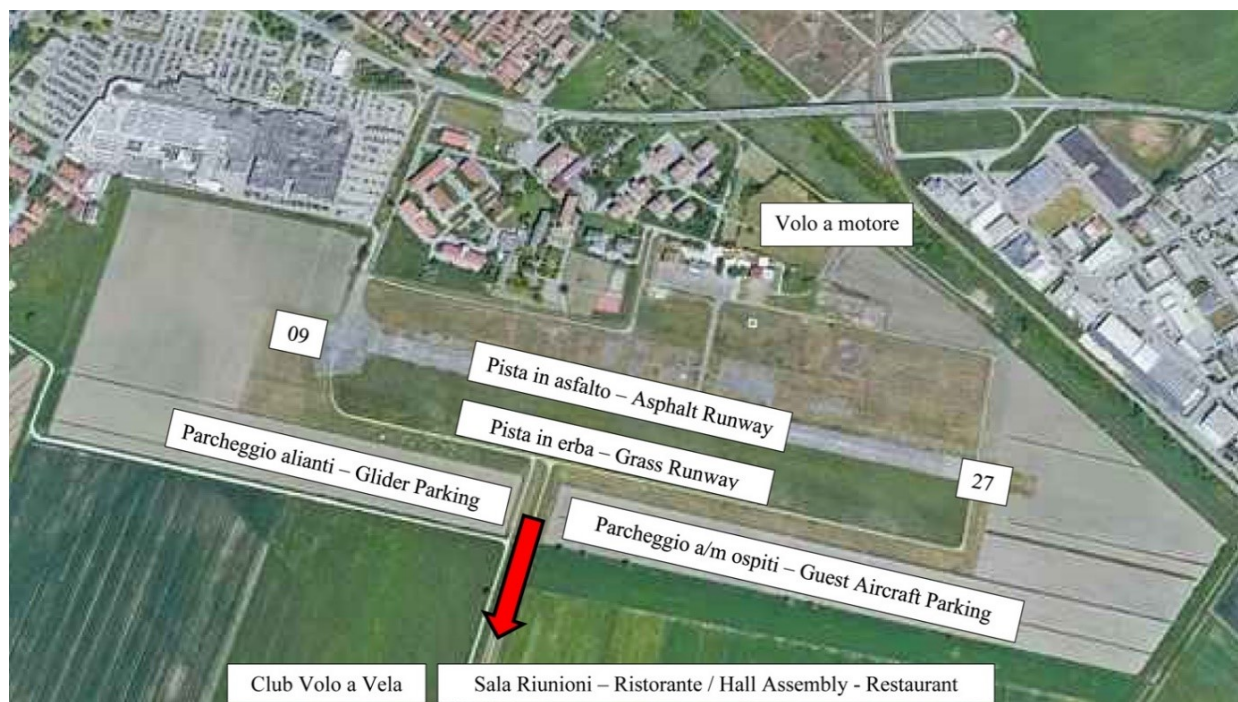 Volo a motore
09
Pista in asfalto – Asphalt Runway
Pista in erba – Grass Runway
Parcheggio alianti – Glider Parking
27
Parcheggio a/m ospiti – Guest Aircraft Parking
Club Volo a Vela
Sala Riunioni – Ristorante / Hall Assembly - Restaurant